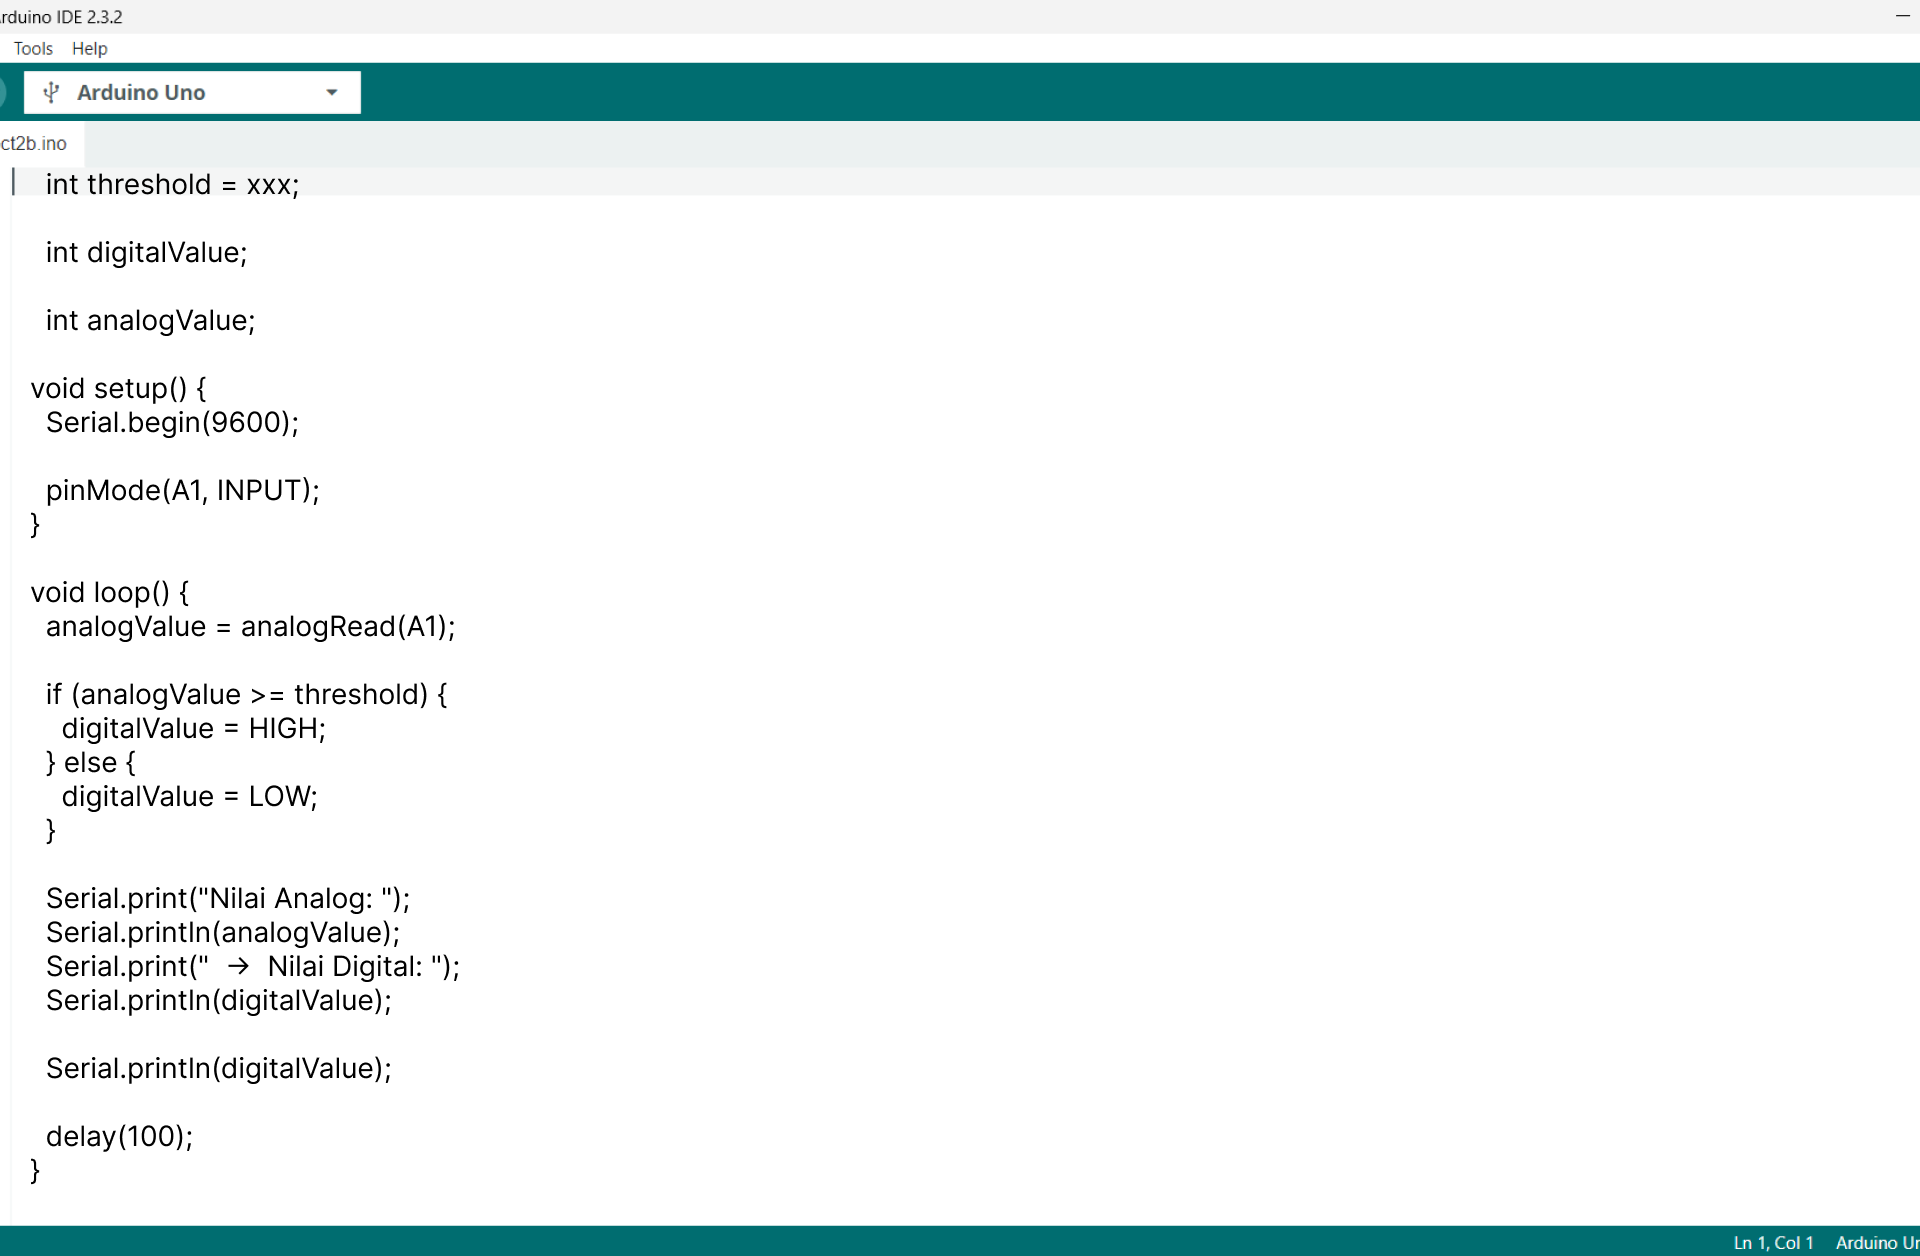 rduino IDE 2.3.2
Tools Help
Arduino Uno
ct2b.ino
int threshold = xxx;
int digitalValue;
int analogValue;
void setup() {
Serial.begin(9600);
pinMode(A1, INPUT);
}
void loop() {
analogValue = analogRead(A1);
if (analogValue >= threshold) {
digitalValue = HIGH;
} else {
digitalValue = LOW;
}
Serial.print("Nilai Analog: ");
Serial.println(analogValue);
Serial.print(" → Nilai Digital: ");
Serial.println(digitalValue);
Serial.println(digitalValue);
delay(100);
}
Ln 1, Col 1 Arduino Un